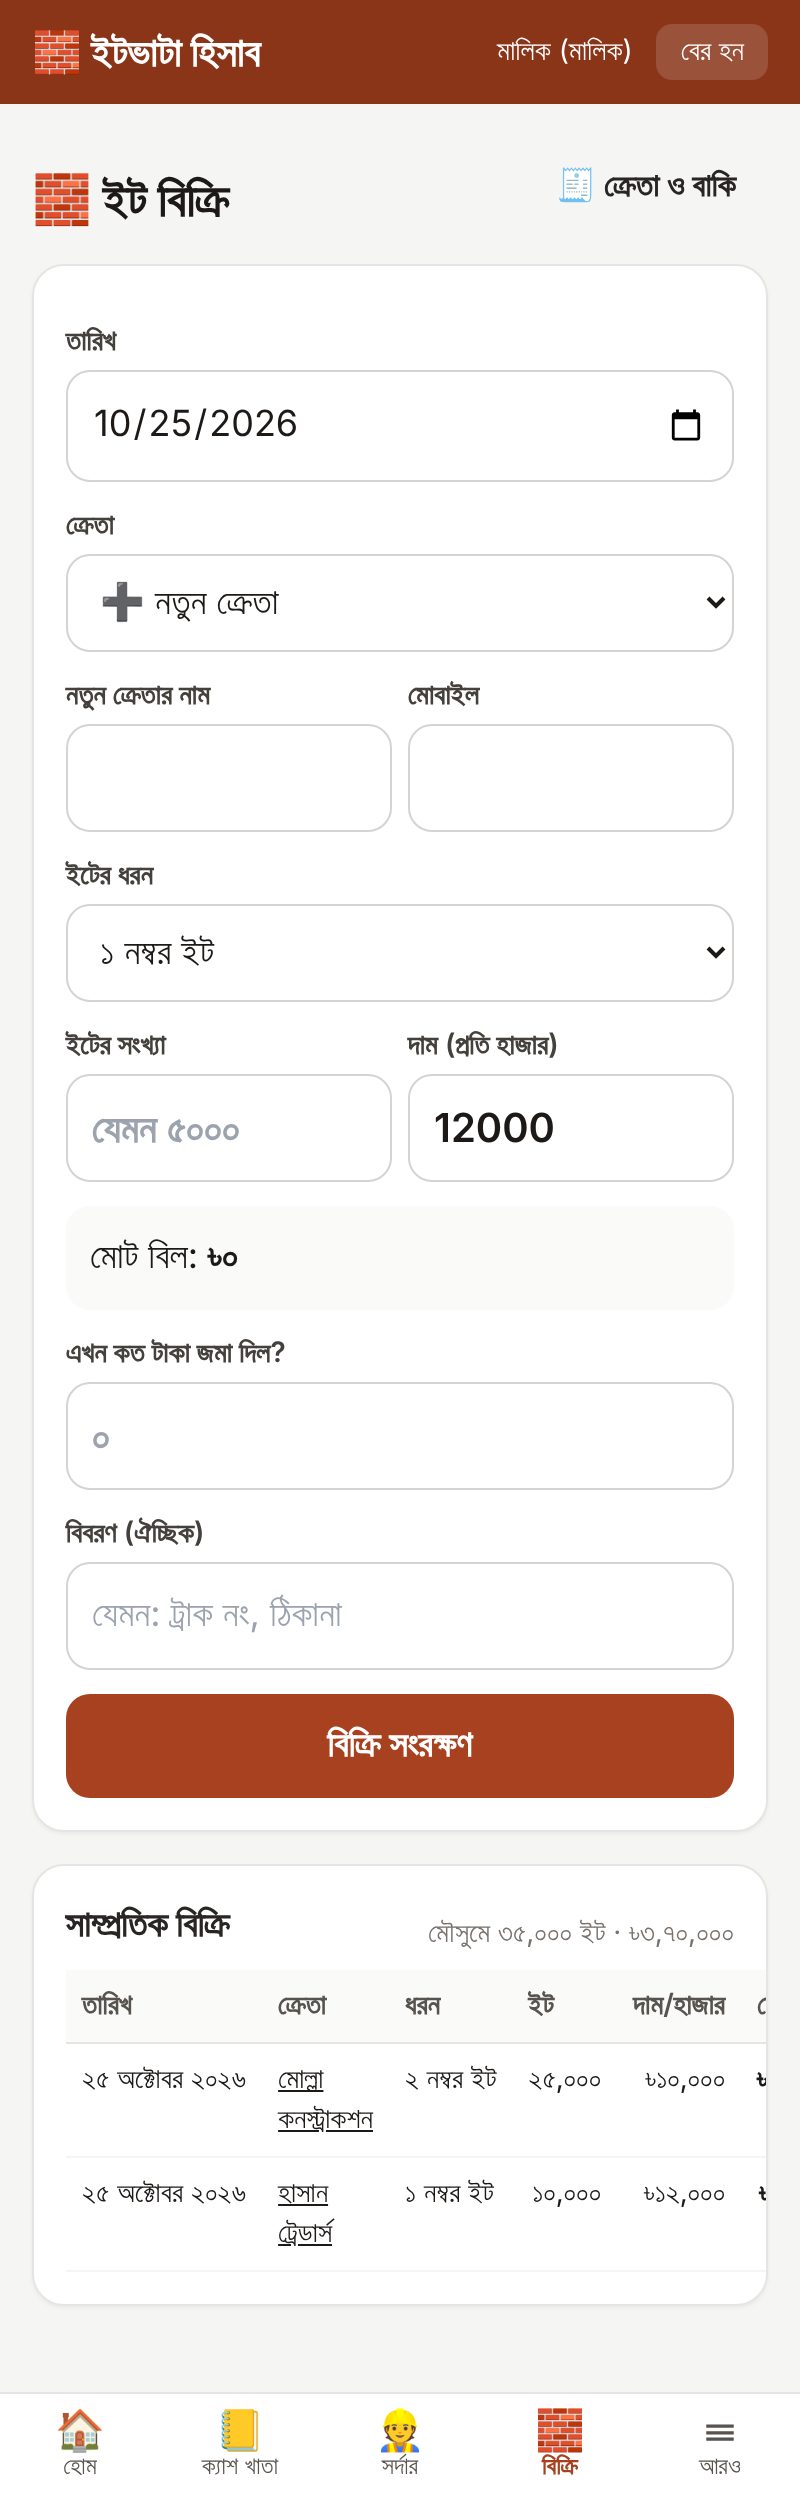 ইটভাটা হিসাব
মালিক (মালিক)
বের হন
ইট বিক্রি
ক্রেতা ও বাকি
তারিখ
10/25/2026
ক্রেতা
➕ নতুন ক্রেতা
নতুন ক্রেতার নাম
মোবাইল
ইটের ধরন
১ নম্বর ইট
ইটের সংখ্যা
দাম (প্রতি হাজার)
যেমন ৫০০০
12000
মোট বিল: ৳০
এখন কত টাকা জমা দিল?
০
বিবরণ (ঐচ্ছিক)
যেমন: ট্রাক নং, ঠিকানা
বিক্রি সংরক্ষণ
সাম্প্রতিক বিক্রি
মৌসুমে ৩৫,০০০ ইট · ৳৩,৭০,০০০
তারিখ ক্রেতা ধরন ইট দাম/হাজার
২৫ অক্টোবর ২০২৬ মোল্লা ২ নম্বর ইট ২৫,০০০ ৳১০,০০০
কনস্ট্রাকশন
২৫ অক্টোবর ২০২৬ হাসান ১ নম্বর ইট ১০,০০০ ৳১২,০০০
ট্রেডার্স
হোম
ক্যাশ খাতা
সর্দার
বিক্রি
আরও